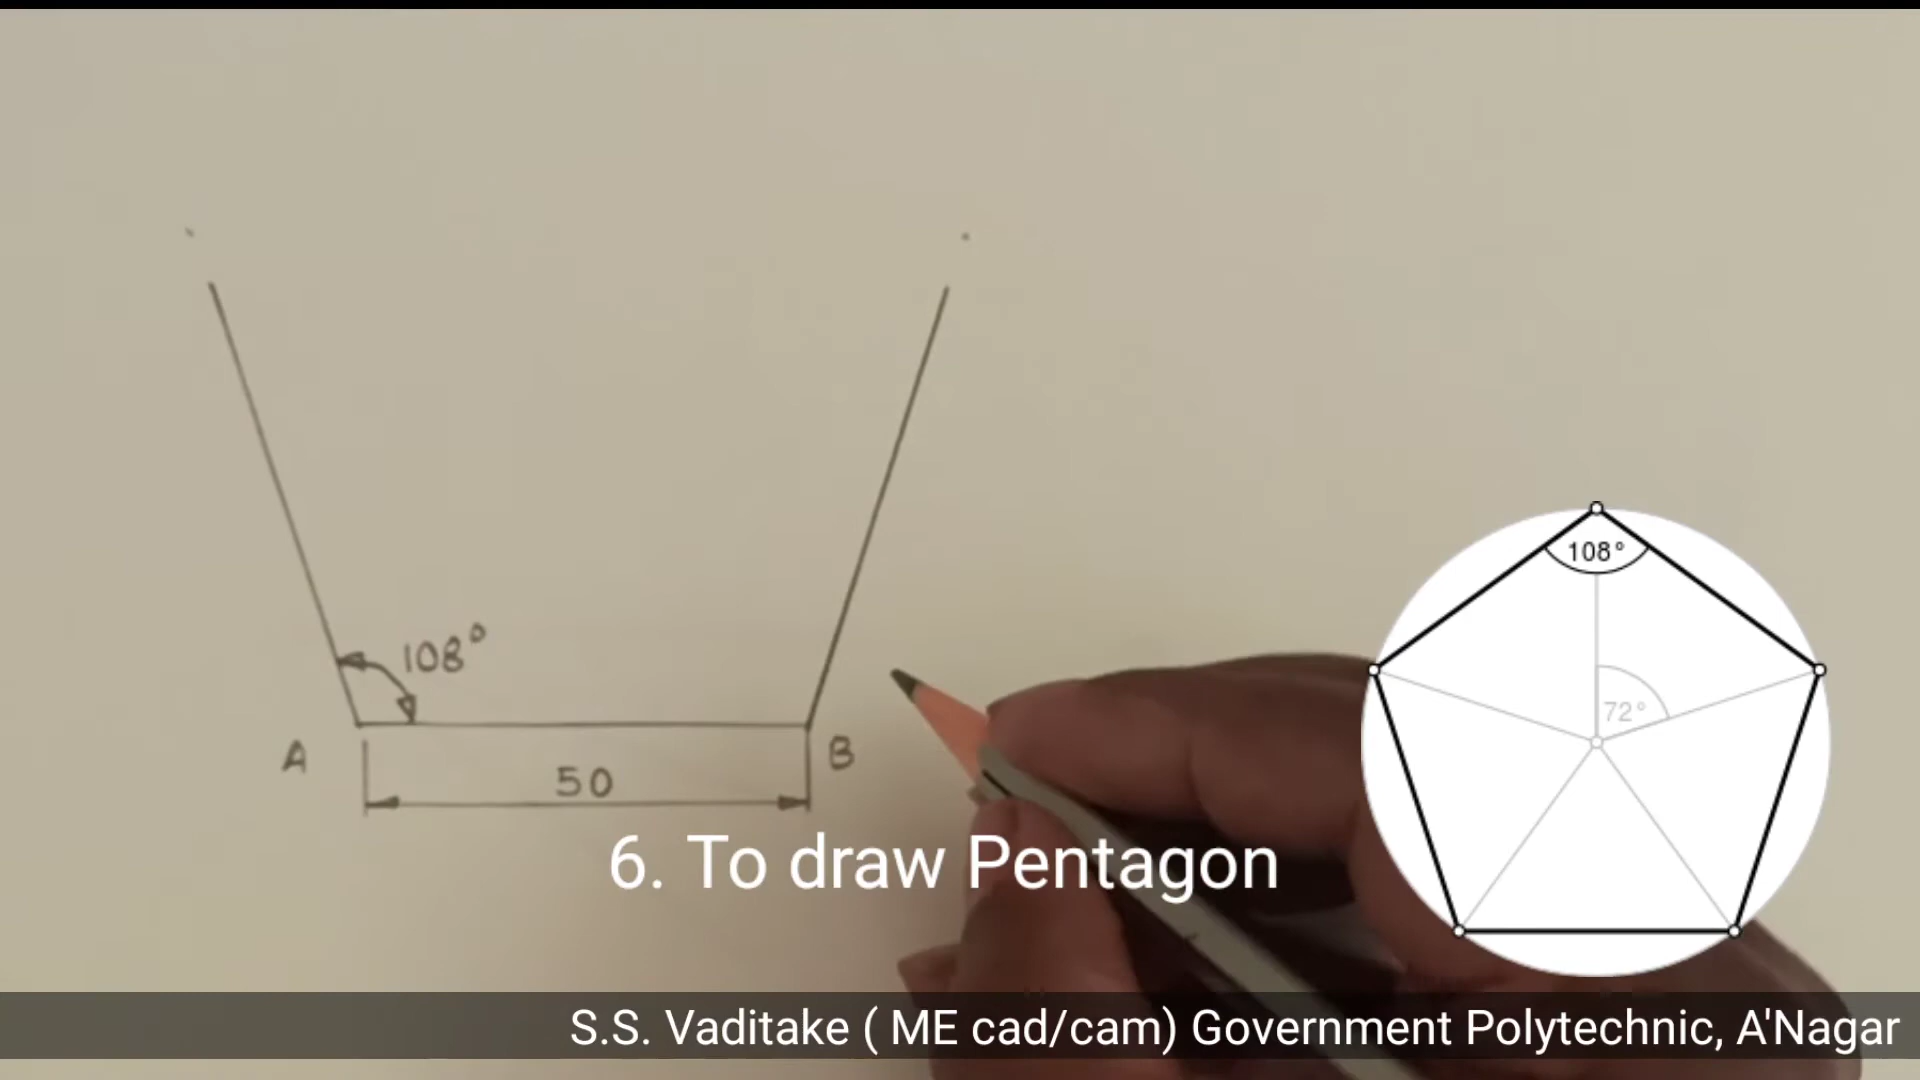 108°
A
B
50
108°
72°
6. To draw Pentagon
S.S. Vaditake ( ME cad/cam) Government Polytechnic, A'Nagar